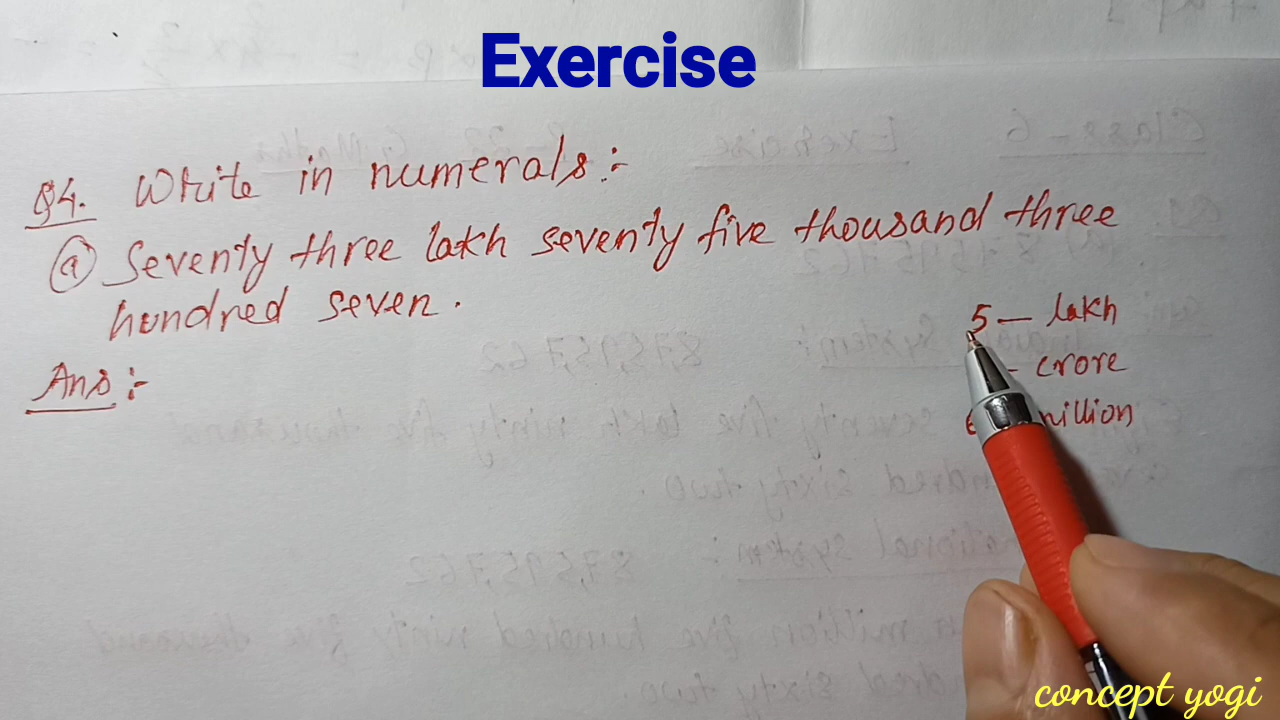 Exercise
Q4. Write in numerals :-
(a) Seventy three lakh seventy five thousand three
hundred seven.
5 — lakh
- crore
million
Ans :-
concept yogi